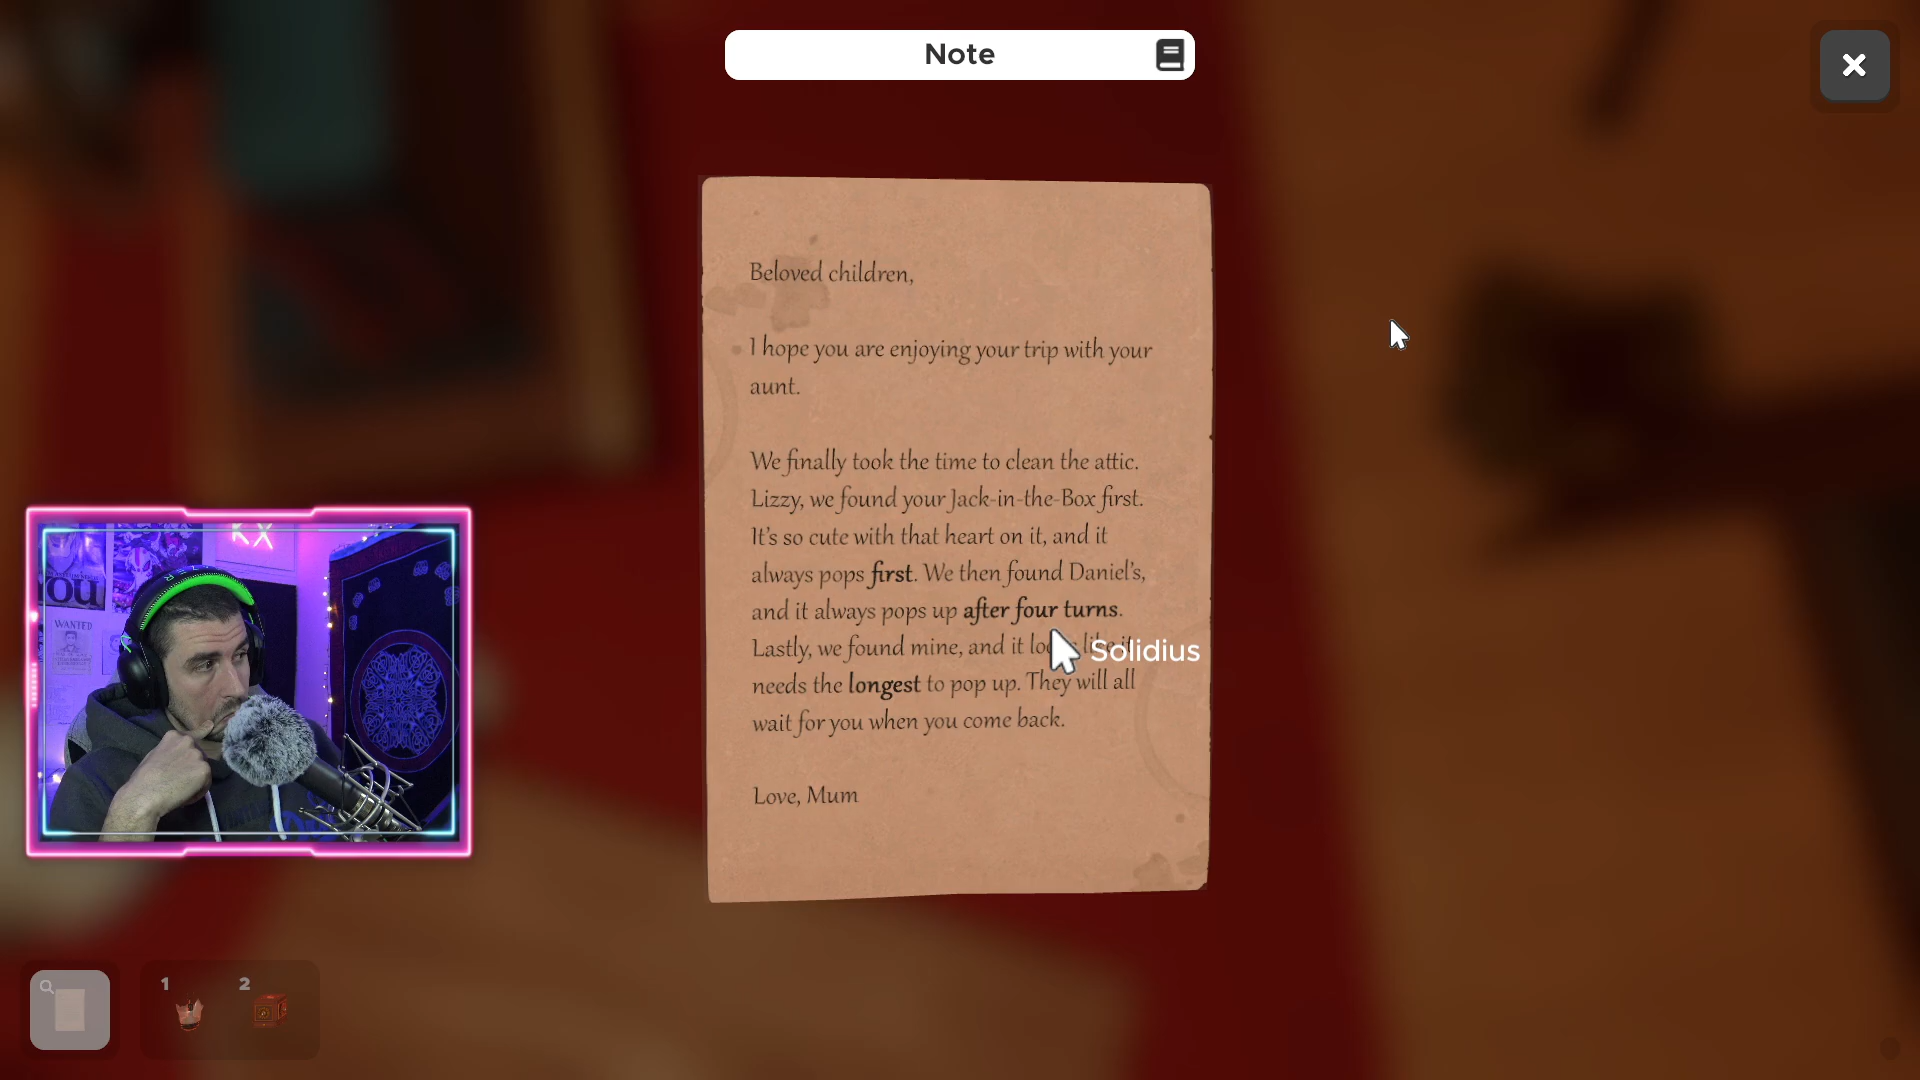 Note
Beloved children,
I hope you are enjoying your trip with your
aunt.
We finally took the time to clean the attic.
Lizzy, we found your Jack-in-the-Box first.
It's so cute with that heart on it, and it
always pops first. We then found Daniel's,
and it always pops up after four turns.
Lastly, we found mine, and it
Solidius
needs the longest to pop up. They will all
wait for you when you come back.
Love, Mum
KX
YOU
WANTED
1
2